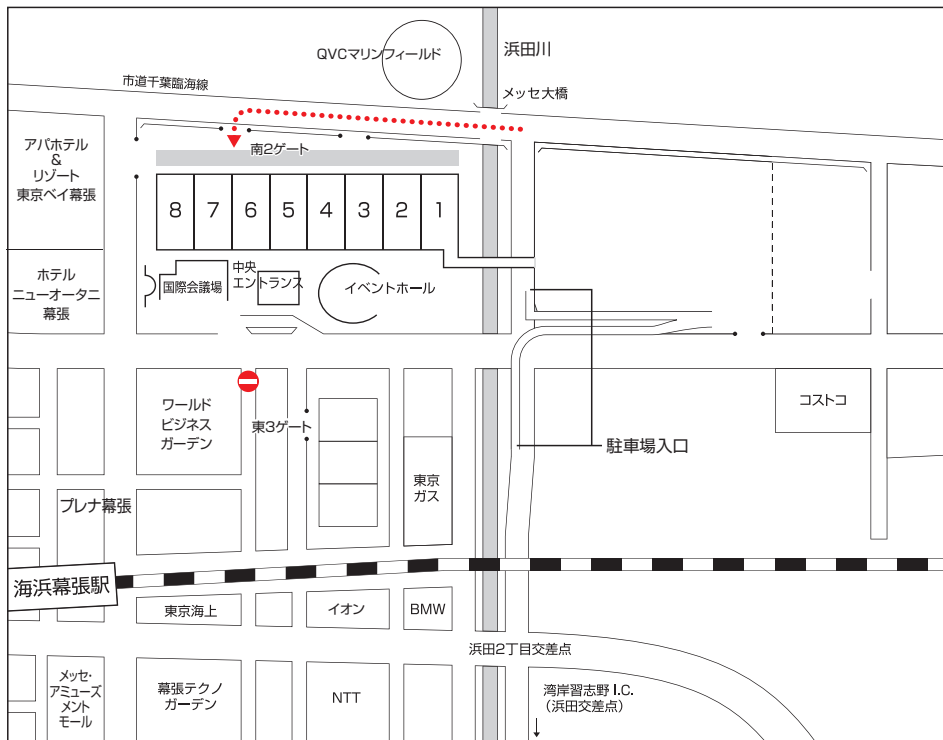 QVCマリンフィールド
浜田川
市道千葉臨海線
メッセ大橋
アパホテル
&
リゾート
東京ベイ幕張
南2ゲート
8
7
6
5
4
3
2
1
ホテル
ニューオータニ
幕張
国際会議場
中央
エントランス
イベントホール
ワールド
ビジネス
ガーデン
東3ゲート
コストコ
駐車場入口
東京
ガス
プレナ幕張
海浜幕張駅
東京海上
イオン
BMW
浜田2丁目交差点
メッセ・
アミューズ
メント
モール
幕張テクノ
ガーデン
NTT
湾岸習志野 I.C.
(浜田交差点)